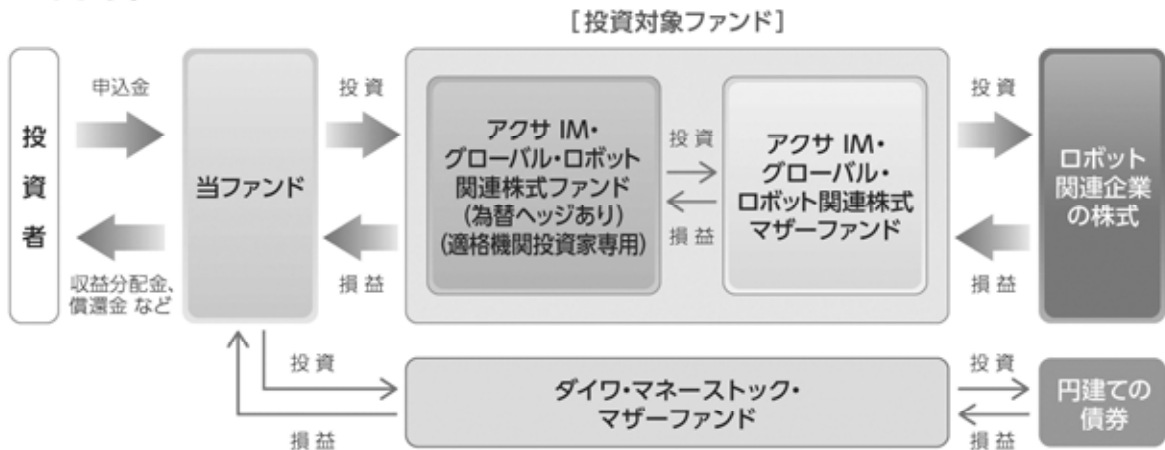 [投資対象ファンド]
投資者
申込金
収益分配金、
償還金 など
当ファンド
投資
損益
アクサ IM・
グローバル・ロボット
関連株式ファンド
(為替ヘッジあり)
(適格機関投資家専用)
投資
損益
アクサ IM・
グローバル・
ロボット関連株式
マザーファンド
投資
損益
ロボット
関連企業
の株式
投資
損益
ダイワ・マネーストック・
マザーファンド
投資
損益
円建ての
債券